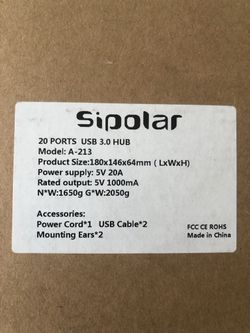 Sipolar
20 PORTS USB 3.0 HUB
Model: A-213
Product Size:180x146x64mm ( LxWxH)
Power supply: 5V 20A
Rated output: 5V 1000mA
N*W:1650g G*W:2050g
Accessories:
Power Cord*1 USB Cable*2
Mounting Ears*2
FCC CE ROHS
Made in China